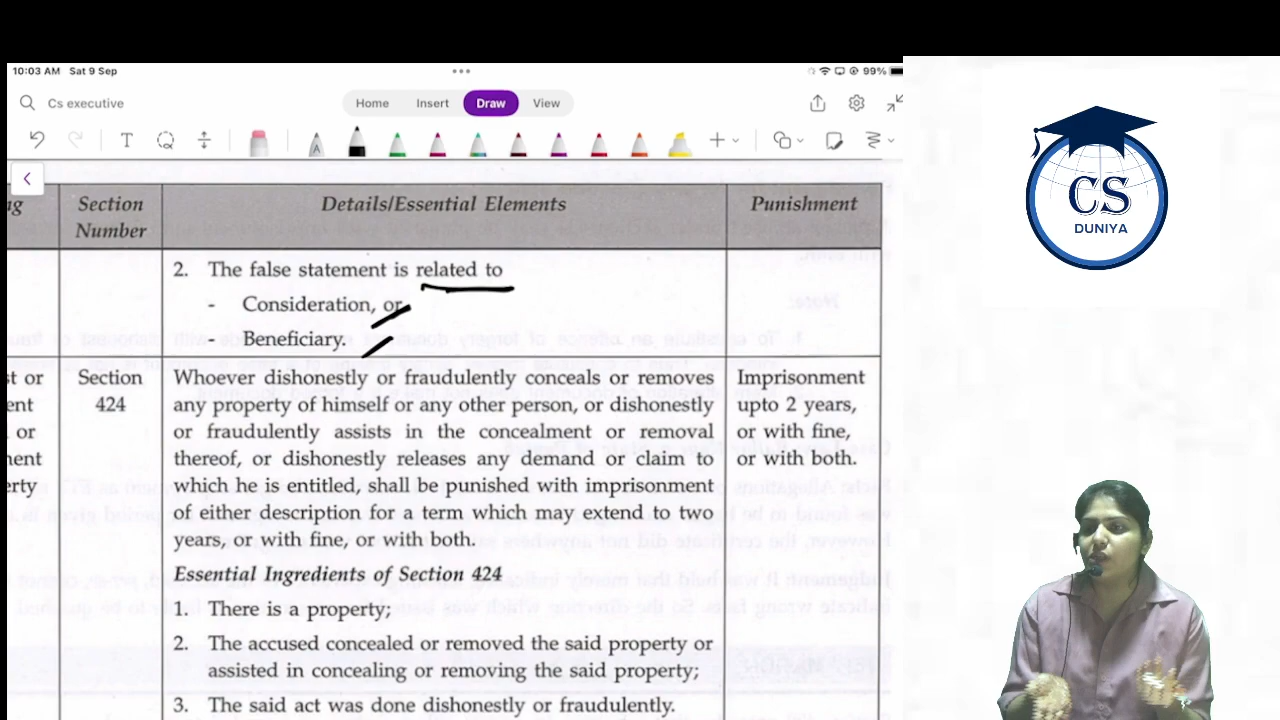 10:03 AM Sat 9 Sep
99%
Cs executive
Home Insert Draw View
Section Number
Details/Essential Elements
Punishment
2. The false statement is related to
- Consideration, or
- Beneficiary.
Section 424
Whoever dishonestly or fraudulently conceals or removes
any property of himself or any other person, or dishonestly
or fraudulently assists in the concealment or removal
thereof, or dishonestly releases any demand or claim to
which he is entitled, shall be punished with imprisonment
of either description for a term which may extend to two
years, or with fine, or with both.
Imprisonment
upto 2 years,
or with fine,
or with both.
Essential Ingredients of Section 424
1. There is a property;
2. The accused concealed or removed the said property or
assisted in concealing or removing the said property;
3. The said act was done dishonestly or fraudulently.
CS
DUNIYA